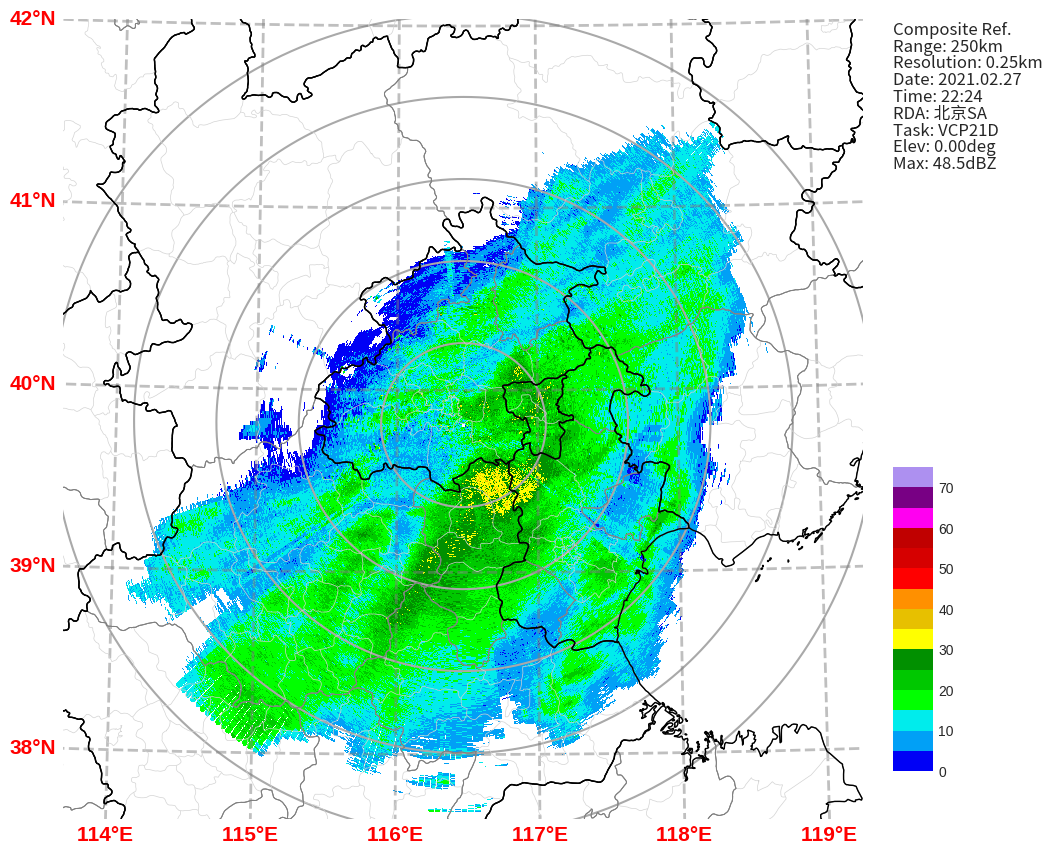 42°N
41°N
40°N
39°N
38°N
114°E
115°E
116°E
117°E
118°E
119°E
Composite Ref.
Range: 250km
Resolution: 0.25km
Date: 2021.02.27
Time: 22:24
RDA: 北京SA
Task: VCP21D
Elev: 0.00deg
Max: 48.5dBZ
70
60
50
40
30
20
10
0